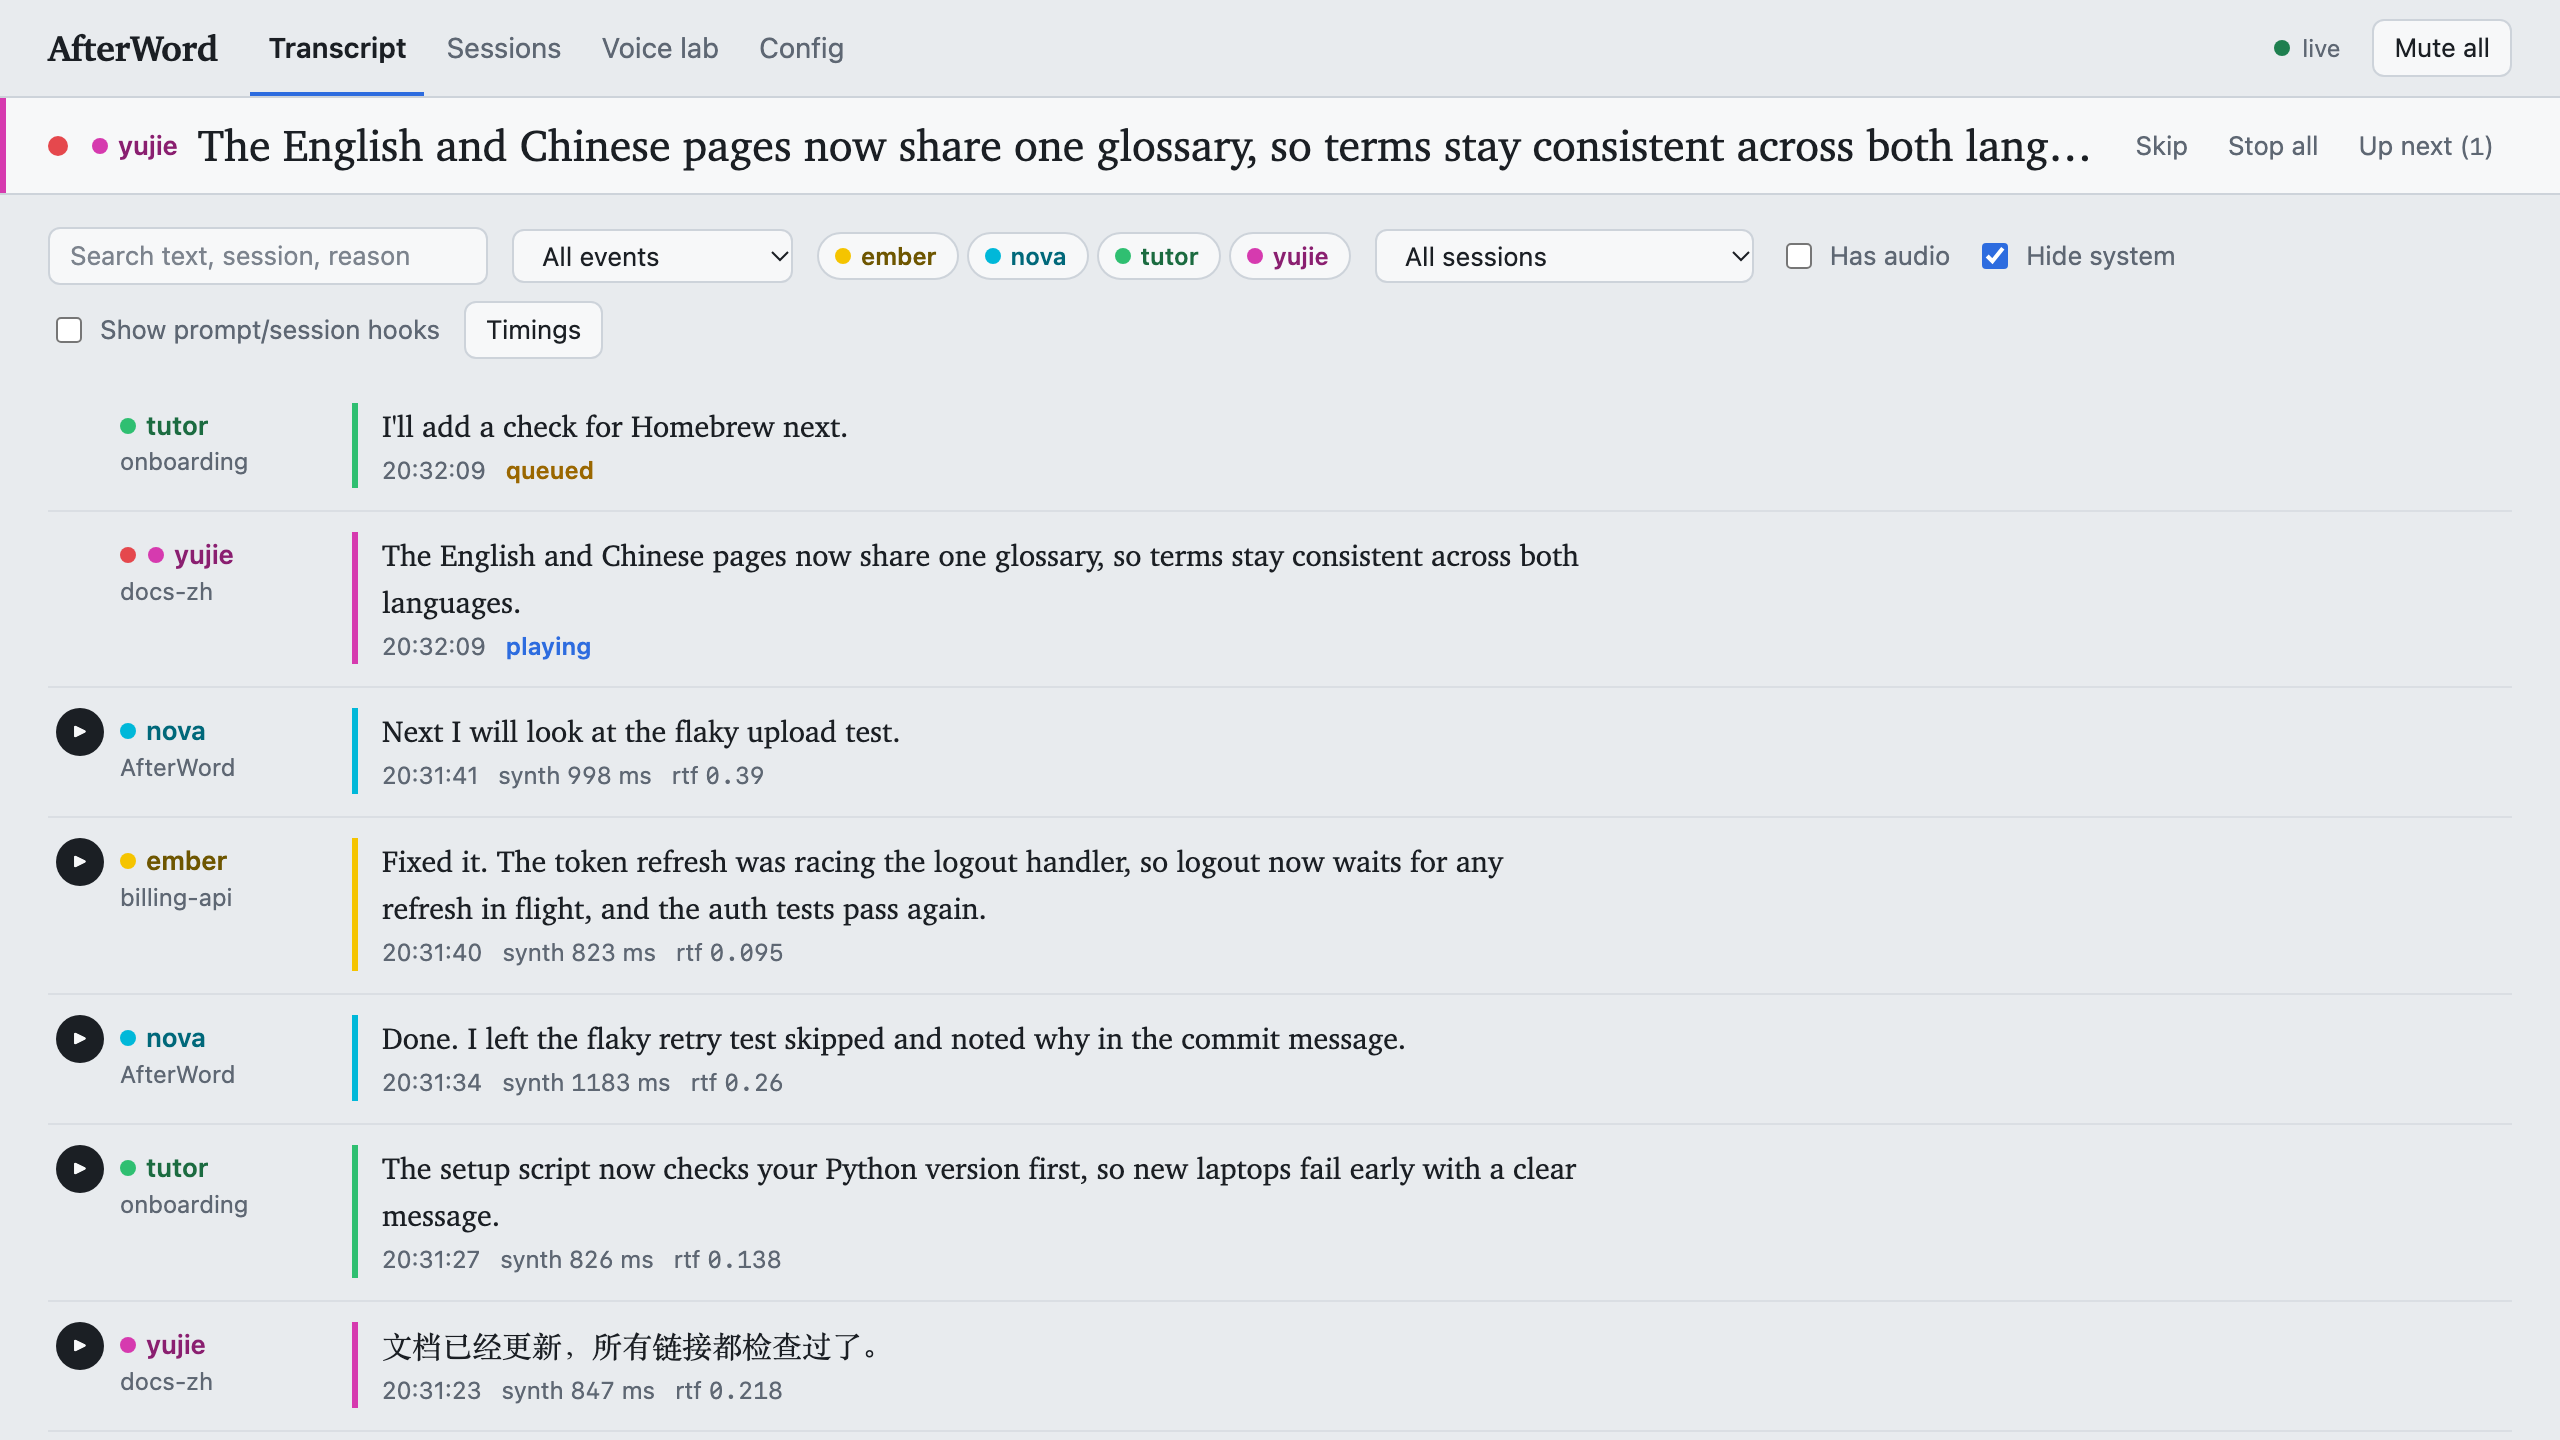 AfterWord Transcript Sessions Voice lab Config live Mute all
yujie The English and Chinese pages now share one glossary, so terms stay consistent across both lang… Skip Stop all Up next (1)
Search text, session, reason All events ember nova tutor yujie All sessions Has audio Hide system
Show prompt/session hooks Timings
tutor
onboarding
I'll add a check for Homebrew next.
20:32:09 queued
yujie
docs-zh
The English and Chinese pages now share one glossary, so terms stay consistent across both
languages.
20:32:09 playing
nova
AfterWord
Next I will look at the flaky upload test.
20:31:41 synth 998 ms rtf 0.39
ember
billing-api
Fixed it. The token refresh was racing the logout handler, so logout now waits for any
refresh in flight, and the auth tests pass again.
20:31:40 synth 823 ms rtf 0.095
nova
AfterWord
Done. I left the flaky retry test skipped and noted why in the commit message.
20:31:34 synth 1183 ms rtf 0.26
tutor
onboarding
The setup script now checks your Python version first, so new laptops fail early with a clear
message.
20:31:27 synth 826 ms rtf 0.138
yujie
docs-zh
文档已经更新，所有链接都检查过了。
20:31:23 synth 847 ms rtf 0.218